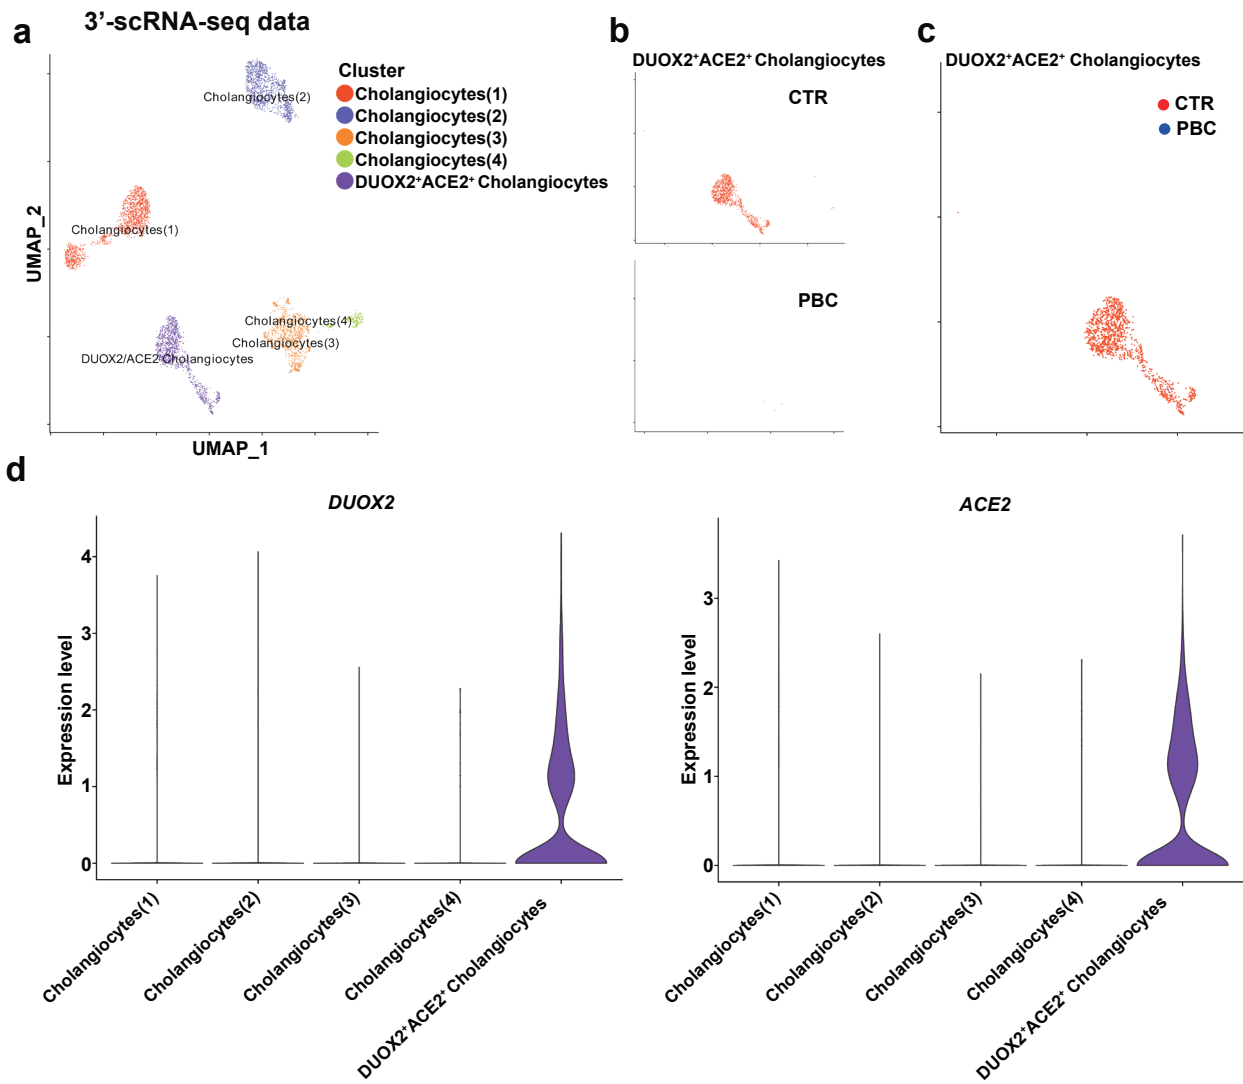 a
3’-scRNA-seq data
Cluster
Cholangiocytes(1)
Cholangiocytes(2)
Cholangiocytes(3)
Cholangiocytes(4)
DUOX2⁺ACE2⁺ Cholangiocytes
Cholangiocytes(2)
Cholangiocytes(1)
Cholangiocytes(4)
Cholangiocytes(3)
DUOX2/ACE2 Cholangiocytes
UMAP_2
UMAP_1
b
DUOX2⁺ACE2⁺ Cholangiocytes
CTR
PBC
c
DUOX2⁺ACE2⁺ Cholangiocytes
CTR
PBC
d
DUOX2
Expression level
4
3
2
1
0
Cholangiocytes(1)
Cholangiocytes(2)
Cholangiocytes(3)
Cholangiocytes(4)
DUOX2⁺ACE2⁺ Cholangiocytes
ACE2
Expression level
3
2
1
0
Cholangiocytes(1)
Cholangiocytes(2)
Cholangiocytes(3)
Cholangiocytes(4)
DUOX2⁺ACE2⁺ Cholangiocytes